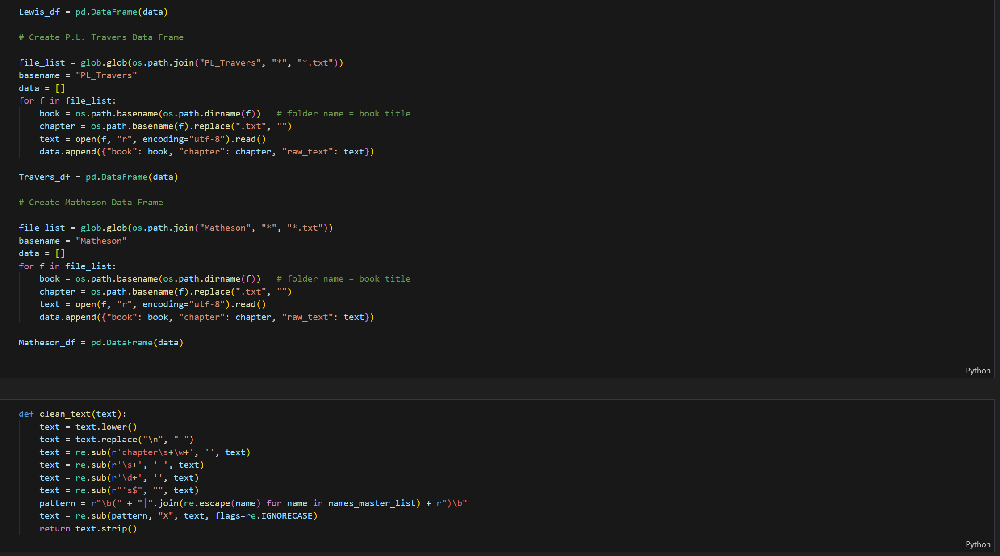 Lewis_df = pd.DataFrame(data)
# Create P.L. Travers Data Frame
file_list = glob.glob(os.path.join("PL_Travers", "*", "*.txt"))
basename = "PL_Travers"
data = []
for f in file_list:
    book = os.path.basename(os.path.dirname(f))   # folder name = book title
    chapter = os.path.basename(f).replace(".txt", "")
    text = open(f, "r", encoding="utf-8").read()
    data.append({"book": book, "chapter": chapter, "raw_text": text})
Travers_df = pd.DataFrame(data)
# Create Matheson Data Frame
file_list = glob.glob(os.path.join("Matheson", "*", "*.txt"))
basename = "Matheson"
data = []
for f in file_list:
    book = os.path.basename(os.path.dirname(f))   # folder name = book title
    chapter = os.path.basename(f).replace(".txt", "")
    text = open(f, "r", encoding="utf-8").read()
    data.append({"book": book, "chapter": chapter, "raw_text": text})
Matheson_df = pd.DataFrame(data)
Python
def clean_text(text):
    text = text.lower()
    text = text.replace("\n", " ")
    text = re.sub(r'chapter\s+\w+', '', text)
    text = re.sub(r'\s+', ' ', text)
    text = re.sub(r'\d+', '', text)
    text = re.sub(r"'s$", "", text)
    pattern = r"\b(" + "|".join(re.escape(name) for name in names_master_list) + r")\b"
    text = re.sub(pattern, "X", text, flags=re.IGNORECASE)
    return text.strip()
Python